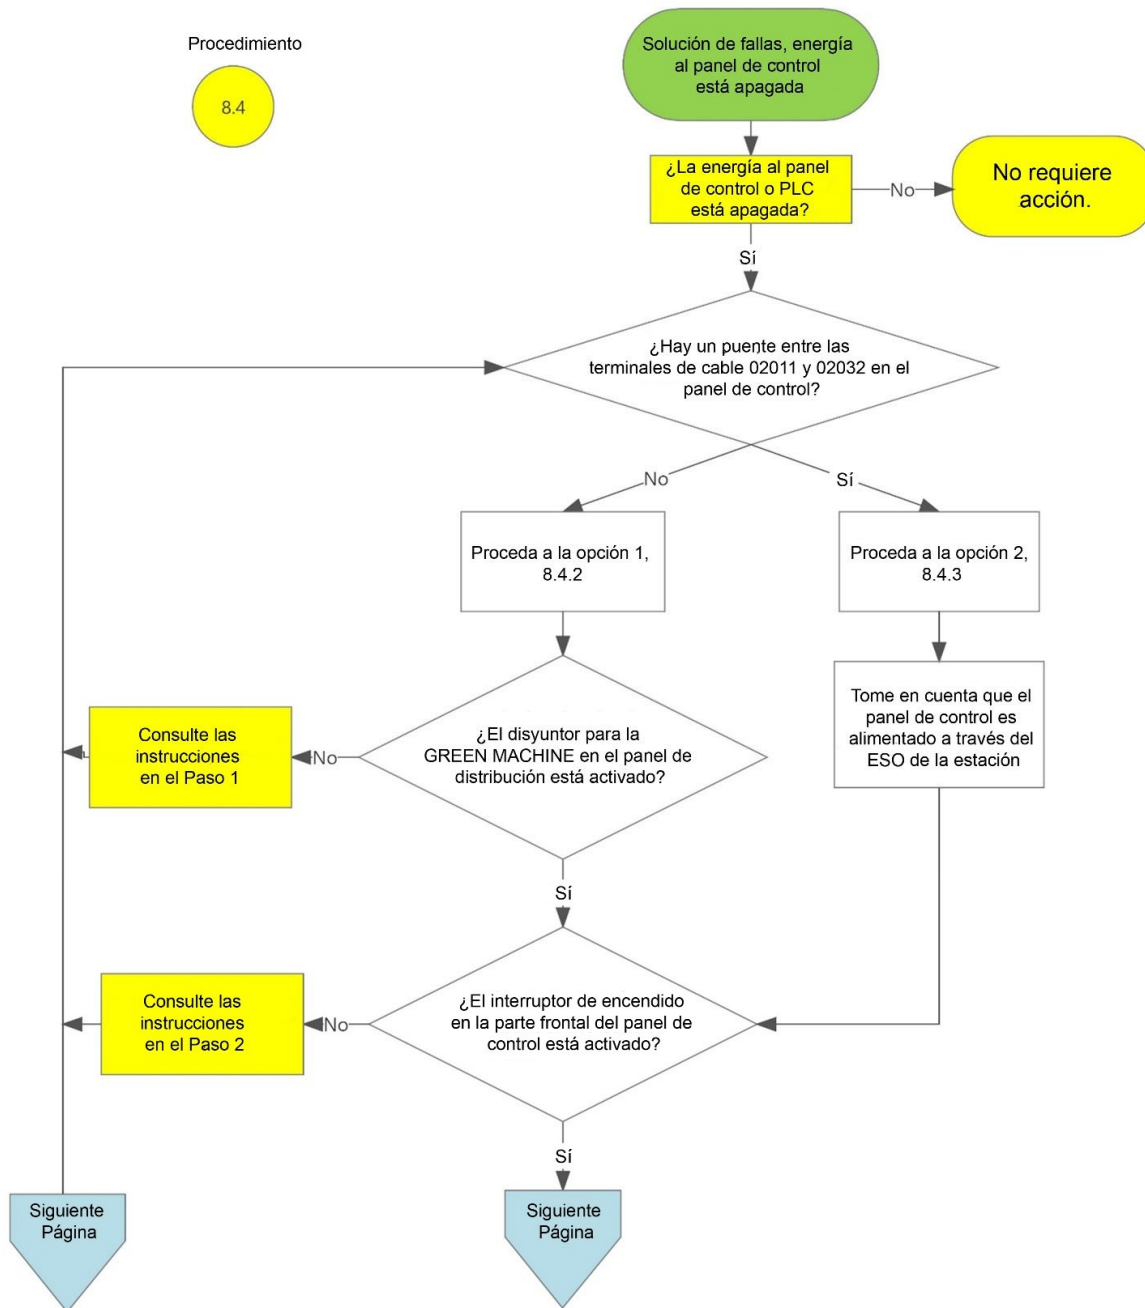 Procedimiento
8.4
Solución de fallas, energía
al panel de control
está apagada
¿La energía al panel
de control o PLC
está apagada?
No
No requiere
acción.
Sí
¿Hay un puente entre las
terminales de cable 02011 y 02032 en el
panel de control?
No
Sí
Proceda a la opción 1,
8.4.2
Proceda a la opción 2,
8.4.3
¿El disyuntor para la
GREEN MACHINE en el panel de
distribución está activado?
No
Consulte las
instrucciones
en el Paso 1
Tome en cuenta que el
panel de control es
alimentado a través del
ESO de la estación
Sí
¿El interruptor de encendido
en la parte frontal del panel de
control está activado?
No
Consulte las
instrucciones
en el Paso 2
Sí
Siguiente
Página
Siguiente
Página